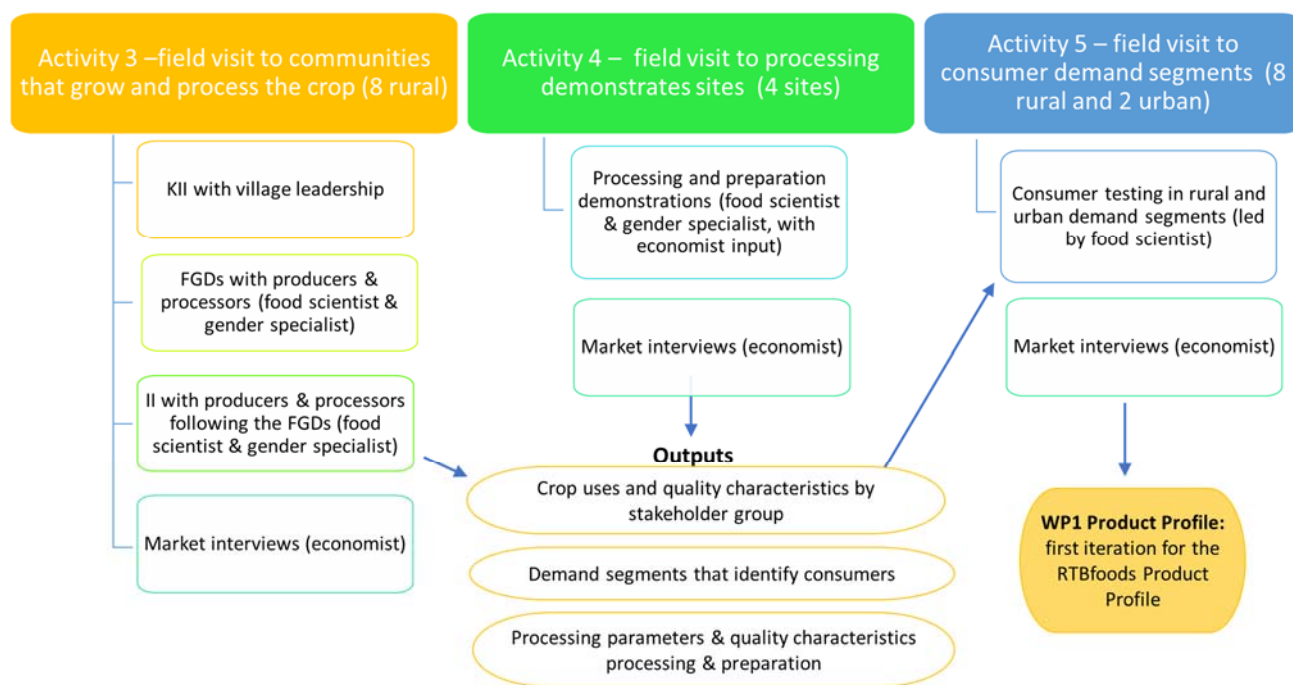 Activity 3 –field visit to communities
that grow and process the crop (8 rural)
KII with village leadership
FGDs with producers &
processors (food scientist &
gender specialist)
II with producers & processors
following the FGDs (food
scientist & gender specialist)
Market interviews (economist)
Activity 4 – field visit to processing
demonstrates sites (4 sites)
Processing and preparation
demonstrations (food scientist
& gender specialist, with
economist input)
Market interviews (economist)
Outputs
Crop uses and quality characteristics by
stakeholder group
Demand segments that identify consumers
Processing parameters & quality characteristics
processing & preparation
Activity 5 – field visit to
consumer demand segments (8
rural and 2 urban)
Consumer testing in rural and
urban demand segments (led
by food scientist)
Market interviews (economist)
WP1 Product Profile:
first iteration for the
RTBfoods Product
Profile